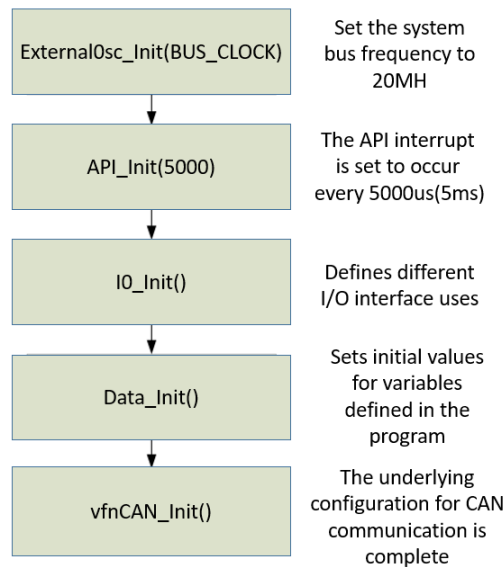 External0sc_Init(BUS_CLOCK)
Set the system
bus frequency to
20MH
API_Init(5000)
The API interrupt
is set to occur
every 5000us(5ms)
I0_Init()
Defines different
I/O interface uses
Data_Init()
Sets initial values
for variables
defined in the
program
vfnCAN_Init()
The underlying
configuration for CAN
communication is
complete